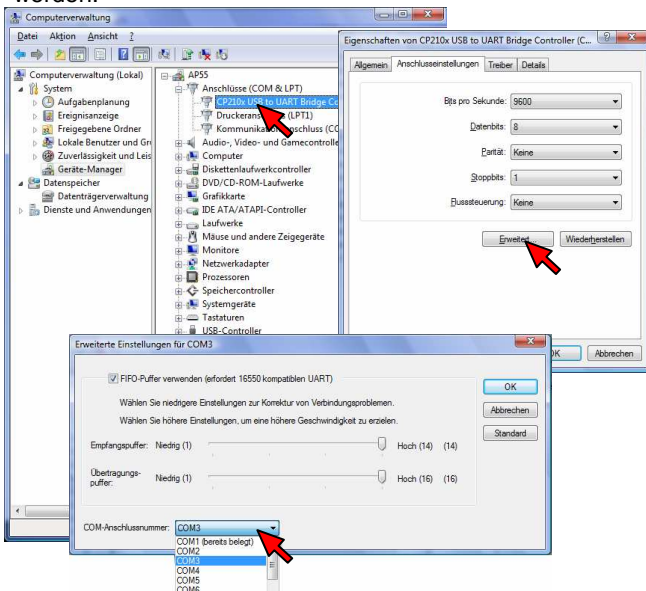 werden.
Computerverwaltung
Datei Aktion Ansicht ?
Computerverwaltung (Lokal)
System
Aufgabenplanung
Ereignisanzeige
Freigegebene Ordner
Lokale Benutzer und Gr
Zuverlässigkeit und Leis
Geräte-Manager
Datenspeicher
Datenträgerverwaltung
Dienste und Anwendungen
AP55
Anschlüsse (COM & LPT)
CP210x USB to UART Bridge Co
(LPT1)
(CO
Audio-, Video- und Gamecontrolle
Computer
Diskettenlaufwerkcontroller
DVD/CD-ROM-Laufwerke
Grafikkarte
IDE ATA/ATAPI-Controller
Laufwerke
Mäuse und andere Zeigegeräte
Monitore
Netzwerkadapter
Prozessoren
Speichercontroller
Systemgeräte
Tastaturen
USB-Controller
Eigenschaften von CP210x USB to UART Bridge Controller (C...
Allgemein Anschlusseinstellungen Treiber Details
Bits pro Sekunde: 9600
Datenbits: 8
Parität: Keine
Stoppbits: 1
Flusssteuerung: Keine
Erweitert... Wiederherstellen
OK Abbrechen
Erweiterte Einstellungen für COM3
FIFO-Puffer verwenden (erfordert 16550 kompatiblen UART)
Wählen Sie niedrigere Einstellungen zur Korrektur von Verbindungsproblemen.
Wählen Sie höhere Einstellungen, um eine höhere Geschwindigkeit zu erzielen.
Empfangspuffer: Niedrig (1) Hoch (14) (14)
Übertragungs-
puffer: Niedrig (1) Hoch (16) (16)
OK
Abbrechen
Standard
COM-Anschlussnummer: COM3
COM1 (bereits belegt)
COM2
COM3
COM4
COM5
COM6